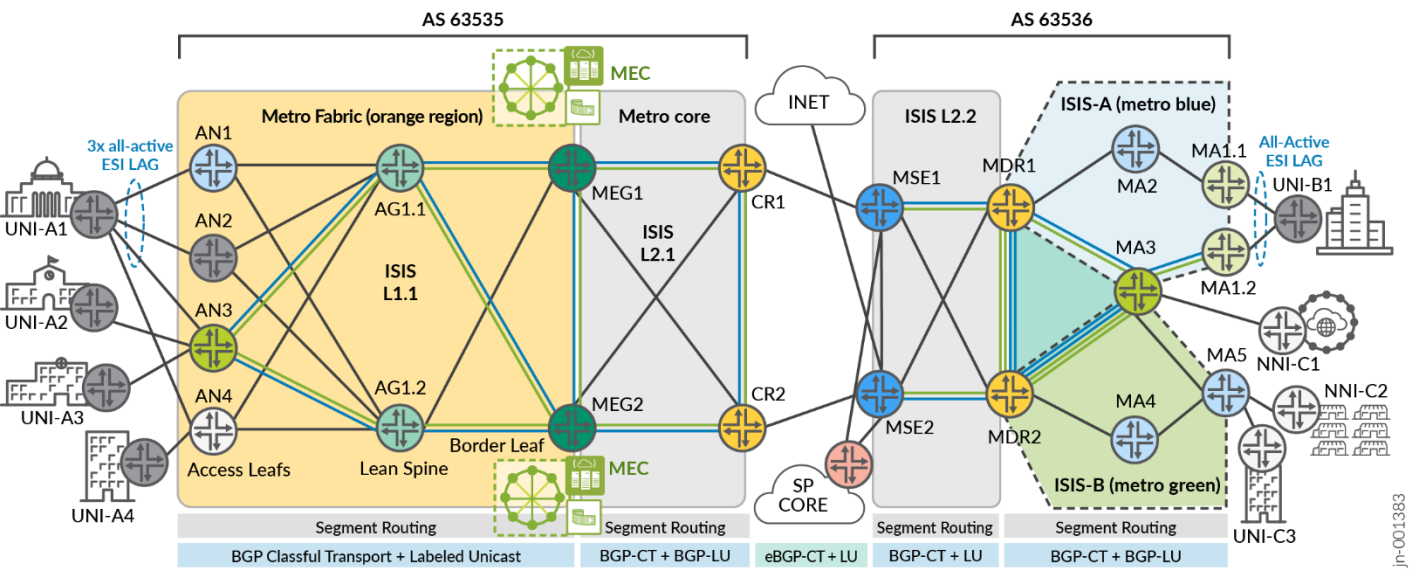 AS 63535
AS 63536
MEC
Metro Fabric (orange region)
Metro core
INET
ISIS L2.2
ISIS-A (metro blue)
3x all-active
ESI LAG
AN1
MA1.1
All-Active
ESI LAG
UNI-B1
MDR1
MSE1
MA2
MEG1
CR1
AG1.1
UNI-A1
AN2
ISIS
L2.1
ISIS
L1.1
MA3
MA1.2
AN3
UNI-A2
NNI-C1
MA5
AG1.2
CR2
NNI-C2
AN4
MEG2
MA4
UNI-A3
MSE2
MDR2
Border Leaf
Access Leafs
Lean Spine
MEC
SP
CORE
ISIS-B (metro green)
UNI-A4
UNI-C3
Segment Routing
Segment Routing
Segment Routing
Segment Routing
BGP Classful Transport + Labeled Unicast
BGP-CT + BGP-LU
eBGP-CT + LU
BGP-CT + LU
BGP-CT + BGP-LU
jn-001383